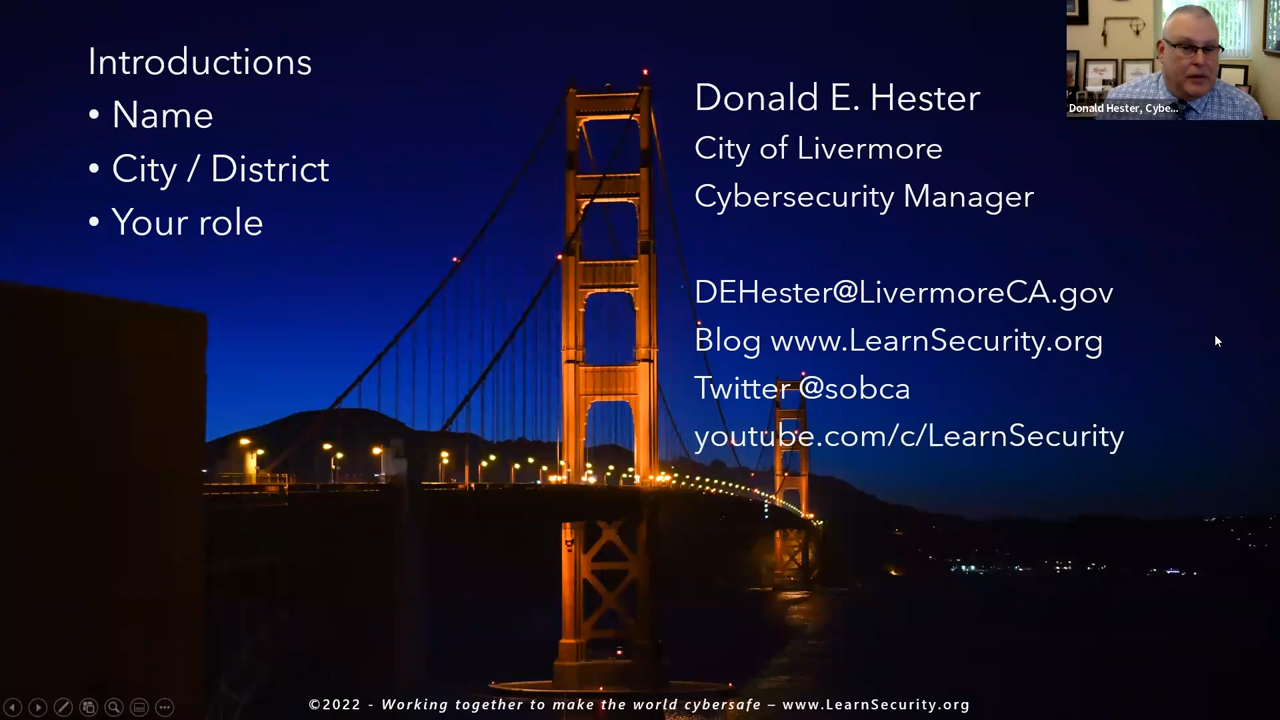 Introductions
• Name
• City / District
• Your role
Donald E. Hester
City of Livermore
Cybersecurity Manager
DEHester@LivermoreCA.gov
Blog www.LearnSecurity.org
Twitter @sobca
youtube.com/c/LearnSecurity
Donald Hester, Cybe...
©2022 - Working together to make the world cybersafe – www.LearnSecurity.org